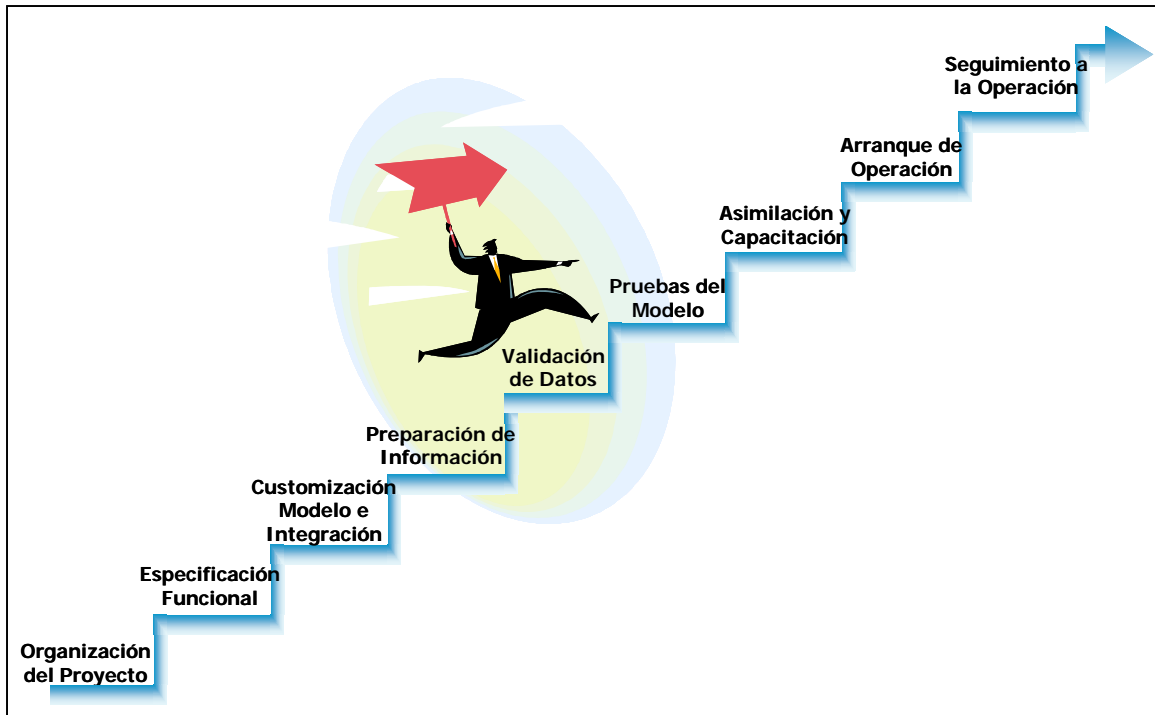 Organización
del Proyecto
Especificación
Funcional
Customización
Modelo e
Integración
Preparación de
Información
Validación
de Datos
Pruebas del
Modelo
Asimilación y
Capacitación
Arranque de
Operación
Seguimiento a
la Operación